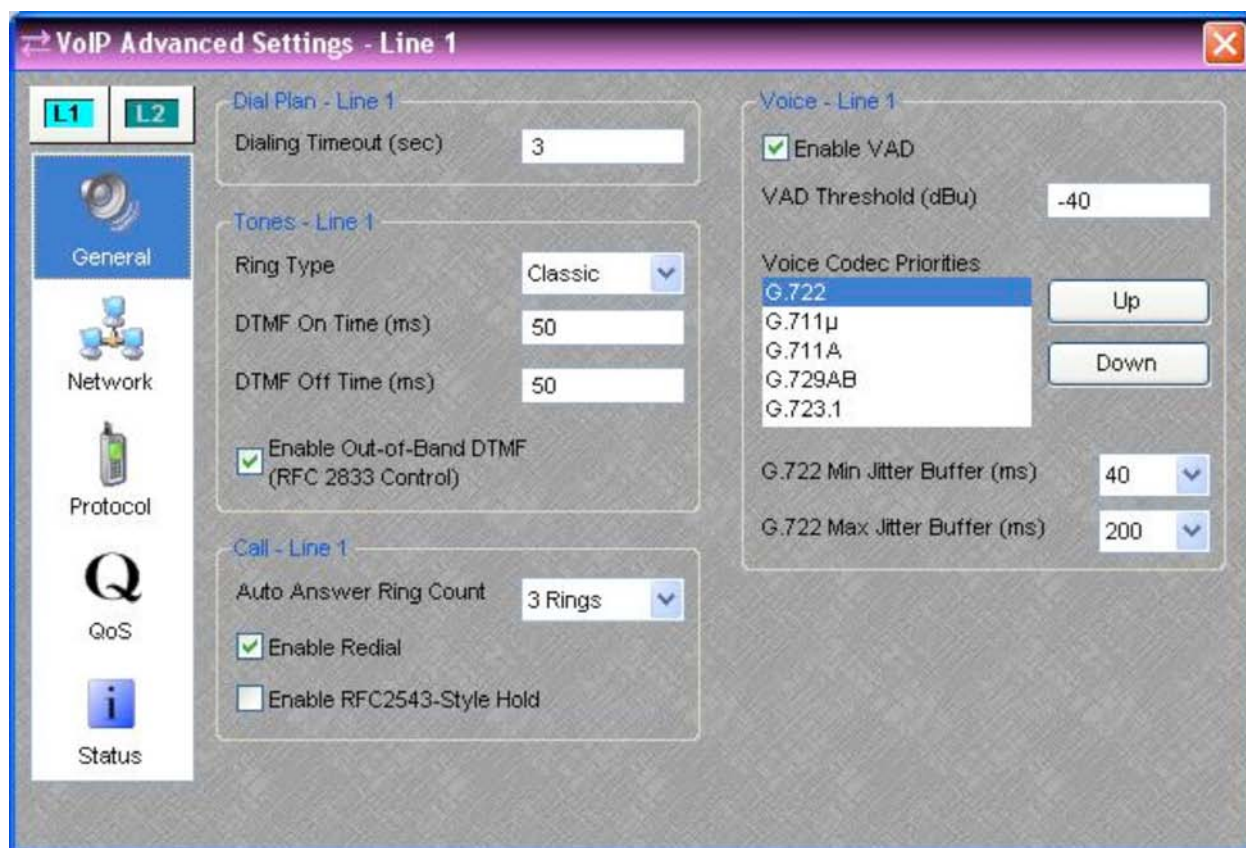 VoIP Advanced Settings - Line 1
L1 L2
General
Network
Protocol
Q
QoS
i
Status
Dial Plan - Line 1
Dialing Timeout (sec) 3
Tones - Line 1
Ring Type Classic
DTMF On Time (ms) 50
DTMF Off Time (ms) 50
Enable Out-of-Band DTMF
(RFC 2833 Control)
Call - Line 1
Auto Answer Ring Count 3 Rings
Enable Redial
Enable RFC2543-Style Hold
Voice - Line 1
Enable VAD
VAD Threshold (dBu) -40
Voice Codec Priorities
G.722
G.711µ
G.711A
G.729AB
G.723.1
Up
Down
G.722 Min Jitter Buffer (ms) 40
G.722 Max Jitter Buffer (ms) 200